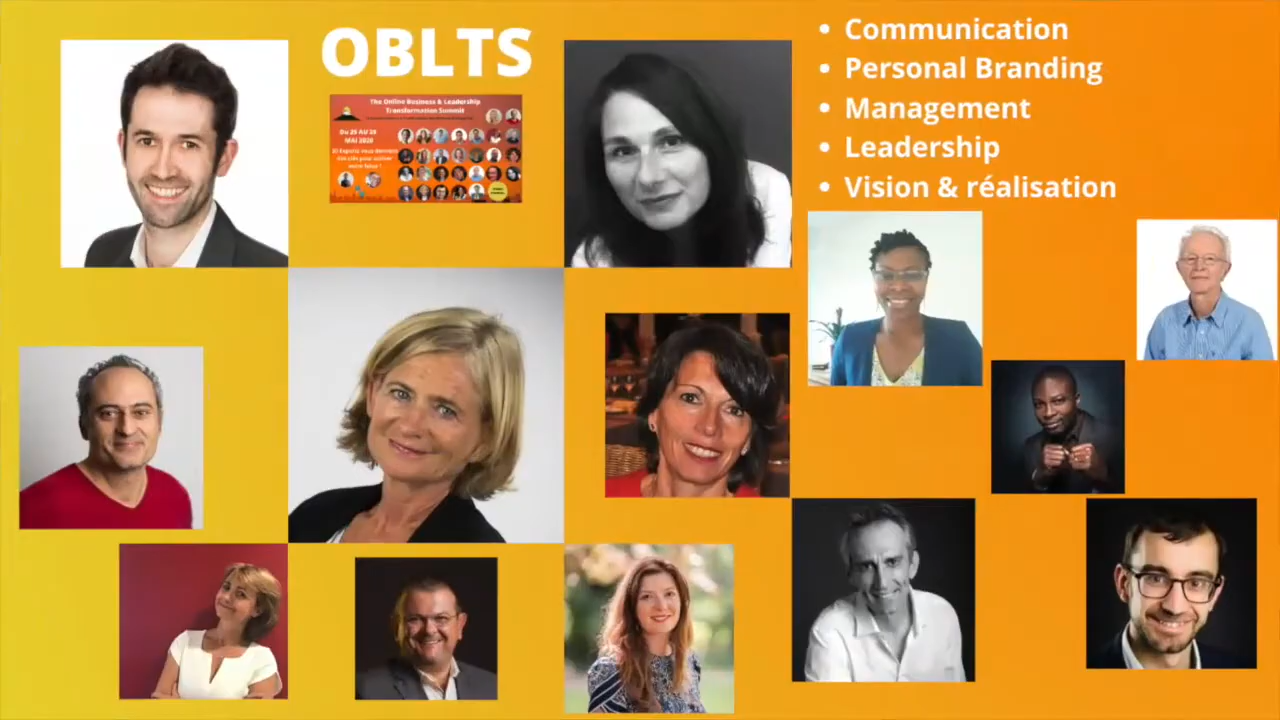 OBLTS
The Online Business & Leadership
Transformation Summit
DU 25 AU 29
MAI 2020
Communication
Personal Branding
Management
Leadership
Vision & réalisation